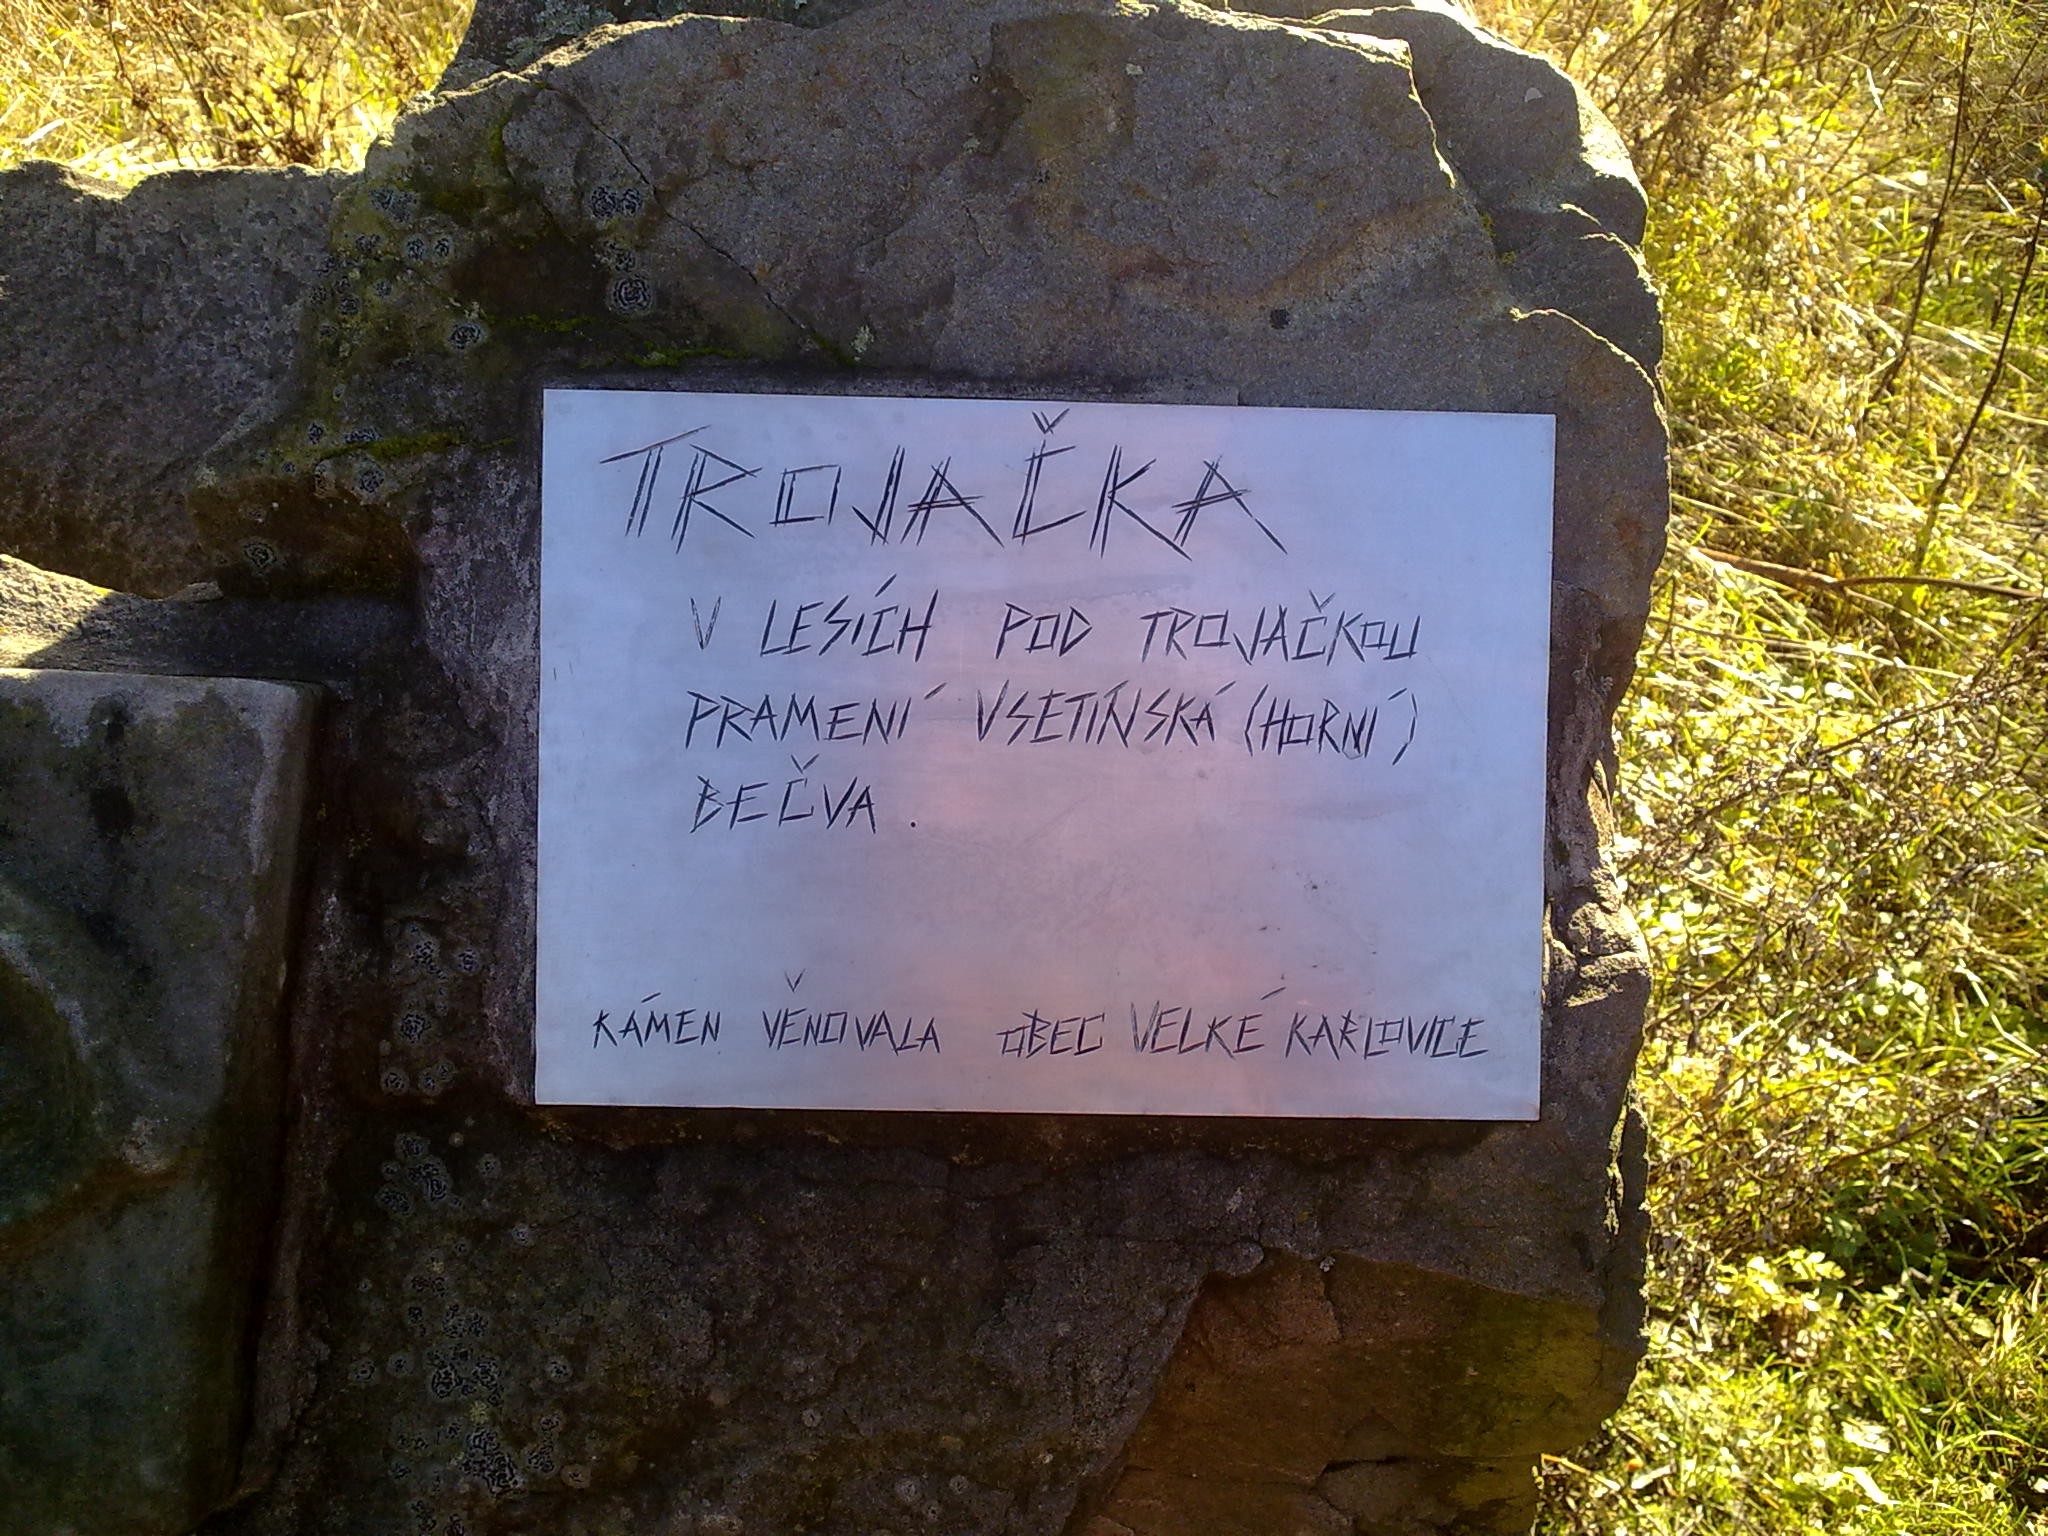 TROJAČKA
V LESÍCH POD TROJAČKOU
PRAMENÍ VSETÍNSKÁ (HORNÍ)
BEČVA.
KÁMEN VĚNOVALA OBEC VELKÉ KARLOVICE